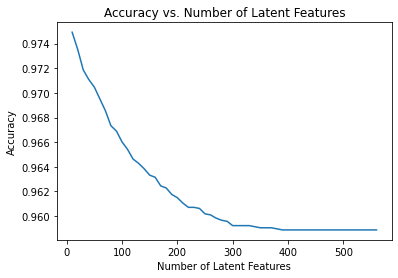 Accuracy vs. Number of Latent Features
0.974
0.972
0.970
0.968
0.966
0.964
0.962
0.960
Accuracy
0 100 200 300 400 500
Number of Latent Features